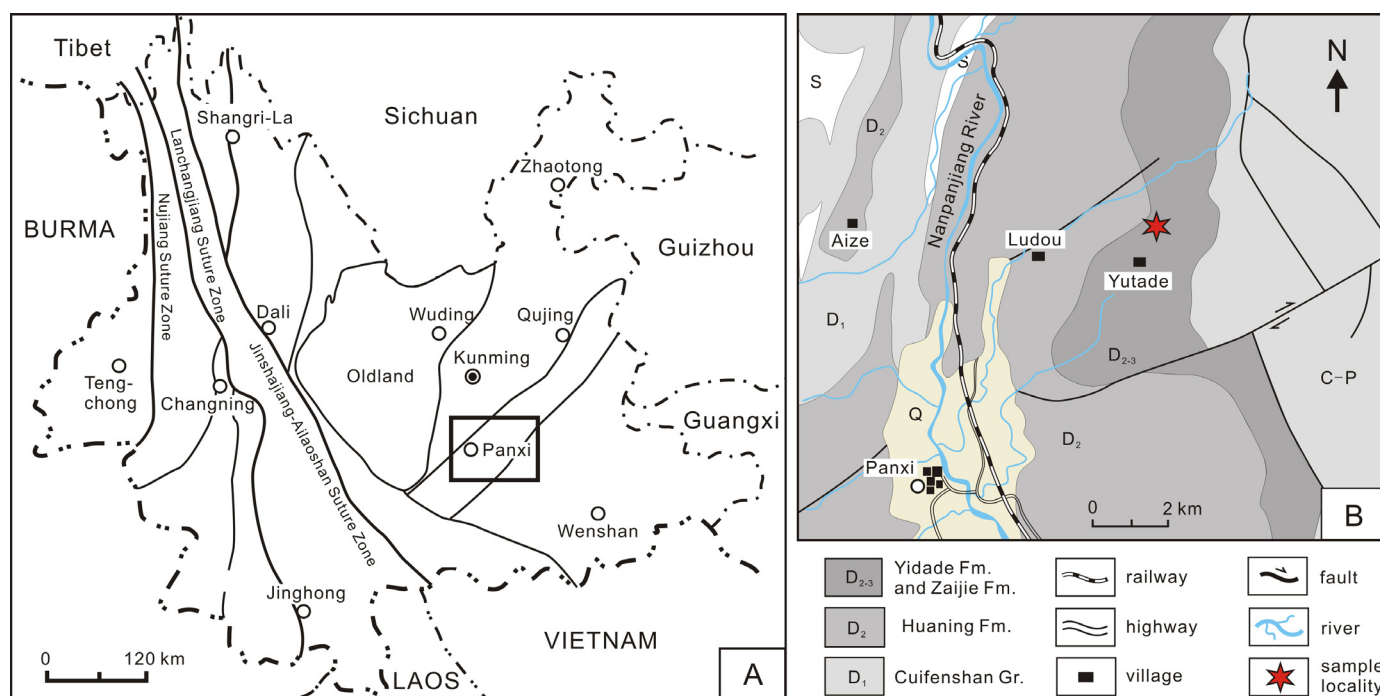 Tibet
Shangri-La
Sichuan
Zhaotong
BURMA
Nujiang Suture Zone
Lanchangjiang Suture Zone
Jinshajiang-Ailaoshan Suture Zone
Guizhou
Dali
Wuding
Qujing
Kunming
Oldland
Teng-
chong
Changning
Guangxi
Panxi
Wenshan
Jinghong
VIETNAM
LAOS
0 120 km
A
S
S
N
D2
Nanpanjiang River
Aize
Ludou
Yutade
D1
D2-3
C-P
Q
D2
Panxi
0 2 km
B
D2-3
Yidade Fm.
and Zaijie Fm.
railway
fault
D2
Huaning Fm.
highway
river
D1
Cuifenshan Gr.
village
sample
locality